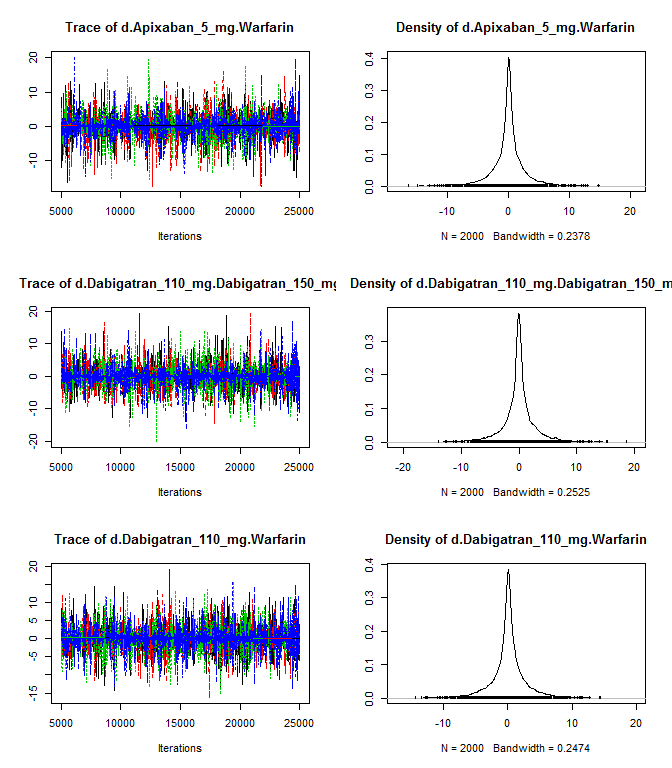 Trace of d.Apixaban_5_mg.Warfarin
20
10
0
-10
5000 10000 15000 20000 25000
Iterations
Density of d.Apixaban_5_mg.Warfarin
0.4
0.3
0.2
0.1
0.0
-10 0 10 20
N = 2000 Bandwidth = 0.2378
Trace of d.Dabigatran_110_mg.Dabigatran_150_mg
20
10
0
-10
-20
5000 10000 15000 20000 25000
Iterations
Density of d.Dabigatran_110_mg.Dabigatran_150_m
0.3
0.2
0.1
0.0
-20 -10 0 10 20
N = 2000 Bandwidth = 0.2525
Trace of d.Dabigatran_110_mg.Warfarin
20
10
5
0
-5
-15
5000 10000 15000 20000 25000
Iterations
Density of d.Dabigatran_110_mg.Warfarin
0.4
0.3
0.2
0.1
0.0
-10 0 10 20
N = 2000 Bandwidth = 0.2474